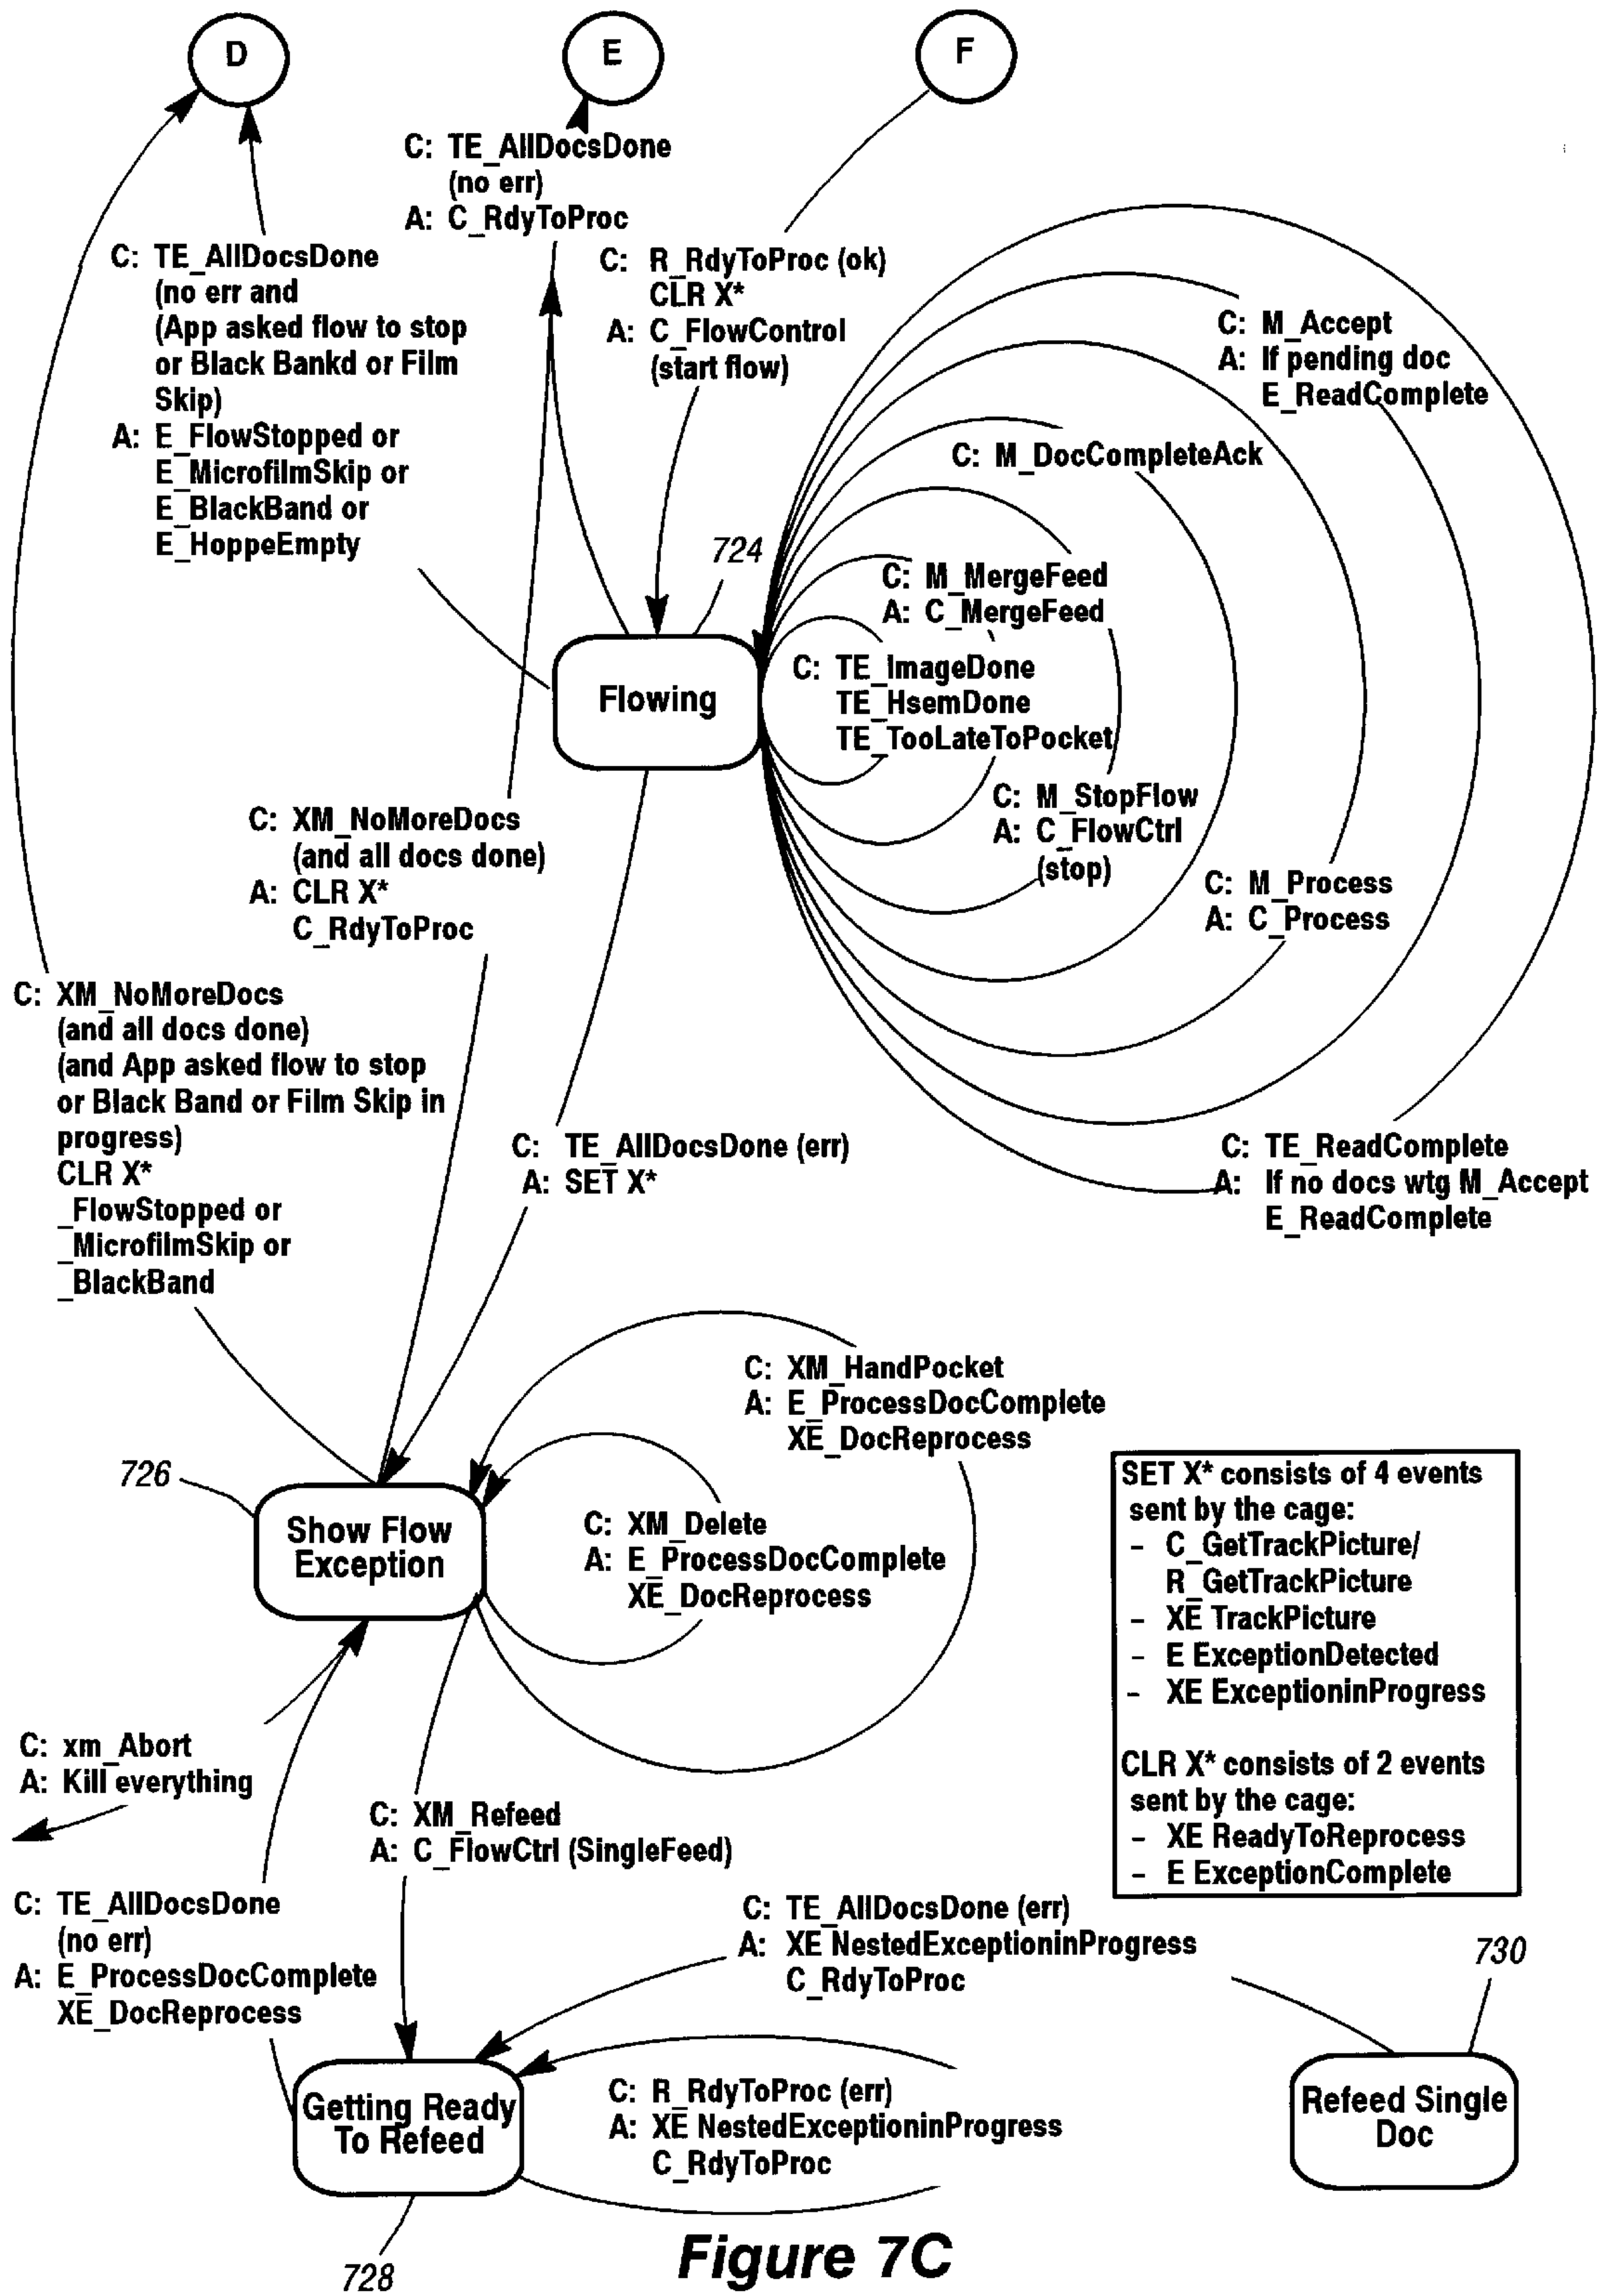 D
E
F
C: TE_AllDocsDone
(no err)
A: C_RdyToProc
C: TE_AllDocsDone
(no err and
(App asked flow to stop
or Black Bankd or Film
Skip)
A: E_FlowStopped or
E_MicrofilmSkip or
E_BlackBand or
E_HoppeEmpty
C: R_RdyToProc (ok)
CLR X*
A: C_FlowControl
(start flow)
C: M_Accept
A: If pending doc
E_ReadComplete
C: M_DocCompleteAck
724
C: M_MergeFeed
A: C_MergeFeed
Flowing
C: TE_ImageDone
TE_HsemDone
TE_TooLateToPocket
C: M_StopFlow
A: C_FlowCtrl
(stop)
C: M_Process
A: C_Process
C: XM_NoMoreDocs
(and all docs done)
A: CLR X*
C_RdyToProc
C: XM_NoMoreDocs
(and all docs done)
(and App asked flow to stop
or Black Band or Film Skip in
progress)
CLR X*
_FlowStopped or
_MicrofilmSkip or
_BlackBand
C: TE_AllDocsDone (err)
A: SET X*
C: TE_ReadComplete
A: If no docs wtg M_Accept
E_ReadComplete
C: XM_HandPocket
A: E_ProcessDocComplete
XE_DocReprocess
726
Show Flow
Exception
C: XM_Delete
A: E_ProcessDocComplete
XE_DocReprocess
SET X* consists of 4 events
sent by the cage:
- C_GetTrackPicture/
R_GetTrackPicture
- XE TrackPicture
- E ExceptionDetected
- XE ExceptioninProgress
CLR X* consists of 2 events
sent by the cage:
- XE ReadyToReprocess
- E ExceptionComplete
C: xm_Abort
A: Kill everything
C: XM_Refeed
A: C_FlowCtrl (SingleFeed)
C: TE_AllDocsDone
(no err)
A: E_ProcessDocComplete
XE_DocReprocess
C: TE_AllDocsDone (err)
A: XE NestedExceptioninProgress
C_RdyToProc
730
Getting Ready
To Refeed
C: R_RdyToProc (err)
A: XE NestedExceptioninProgress
C_RdyToProc
Refeed Single
Doc
728
Figure 7C